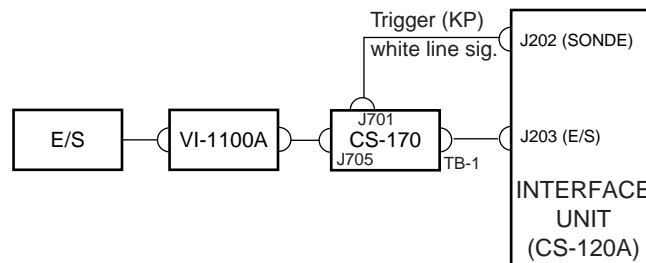 Trigger (KP)
white line sig.
J202 (SONDE)
J701
E/S
VI-1100A
CS-170
J203 (E/S)
J705
TB-1
INTERFACE
UNIT
(CS-120A)